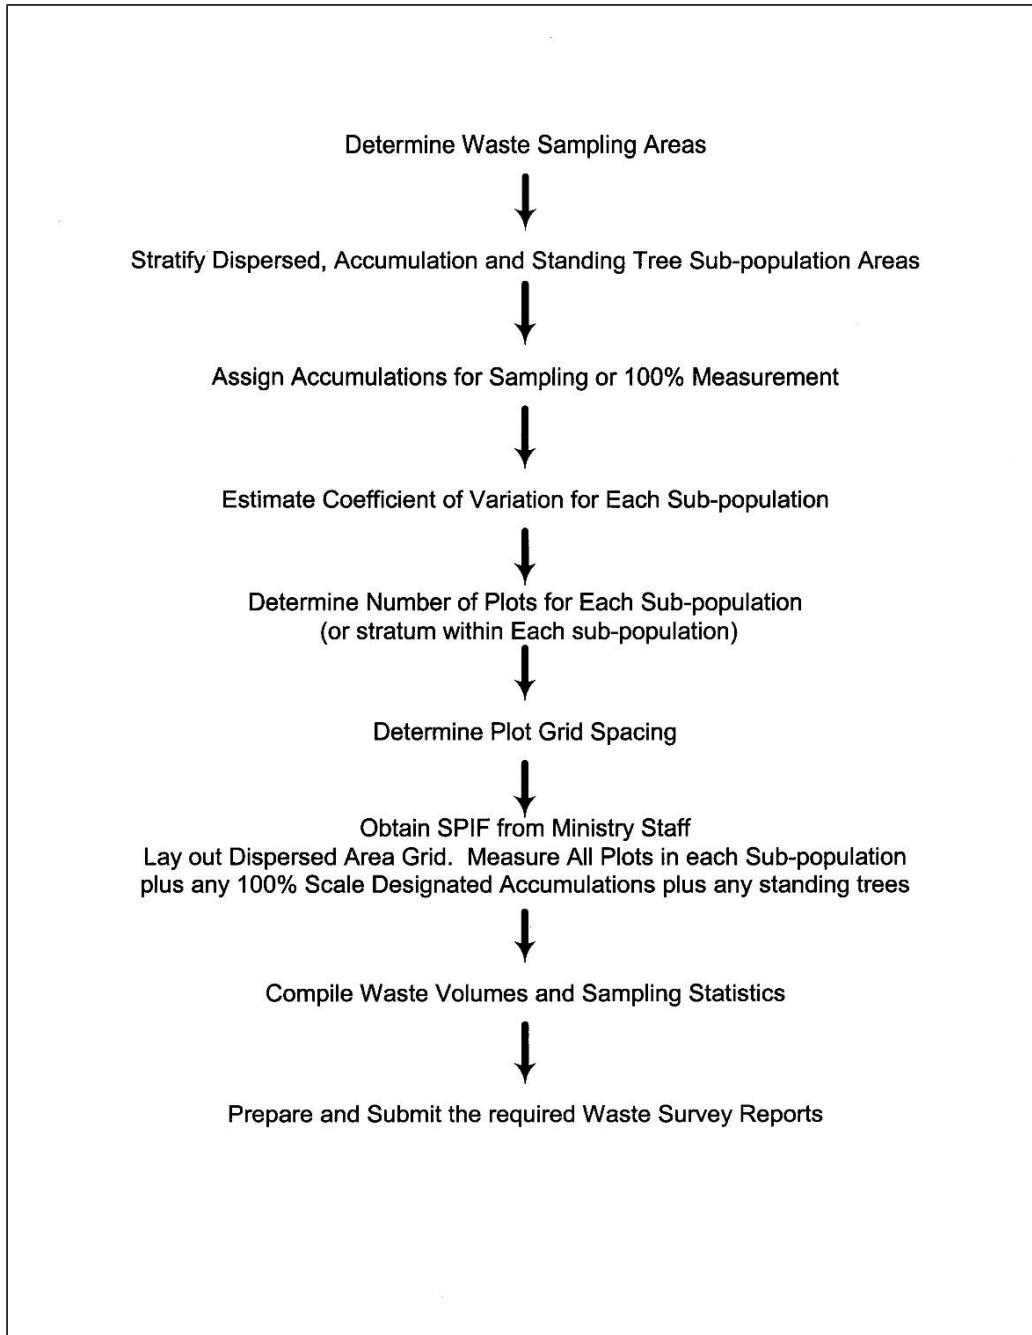 Determine Waste Sampling Areas
Stratify Dispersed, Accumulation and Standing Tree Sub-population Areas
Assign Accumulations for Sampling or 100% Measurement
Estimate Coefficient of Variation for Each Sub-population
Determine Number of Plots for Each Sub-population
(or stratum within Each sub-population)
Determine Plot Grid Spacing
Obtain SPIF from Ministry Staff
Lay out Dispersed Area Grid.  Measure All Plots in each Sub-population
plus any 100% Scale Designated Accumulations plus any standing trees
Compile Waste Volumes and Sampling Statistics
Prepare and Submit the required Waste Survey Reports